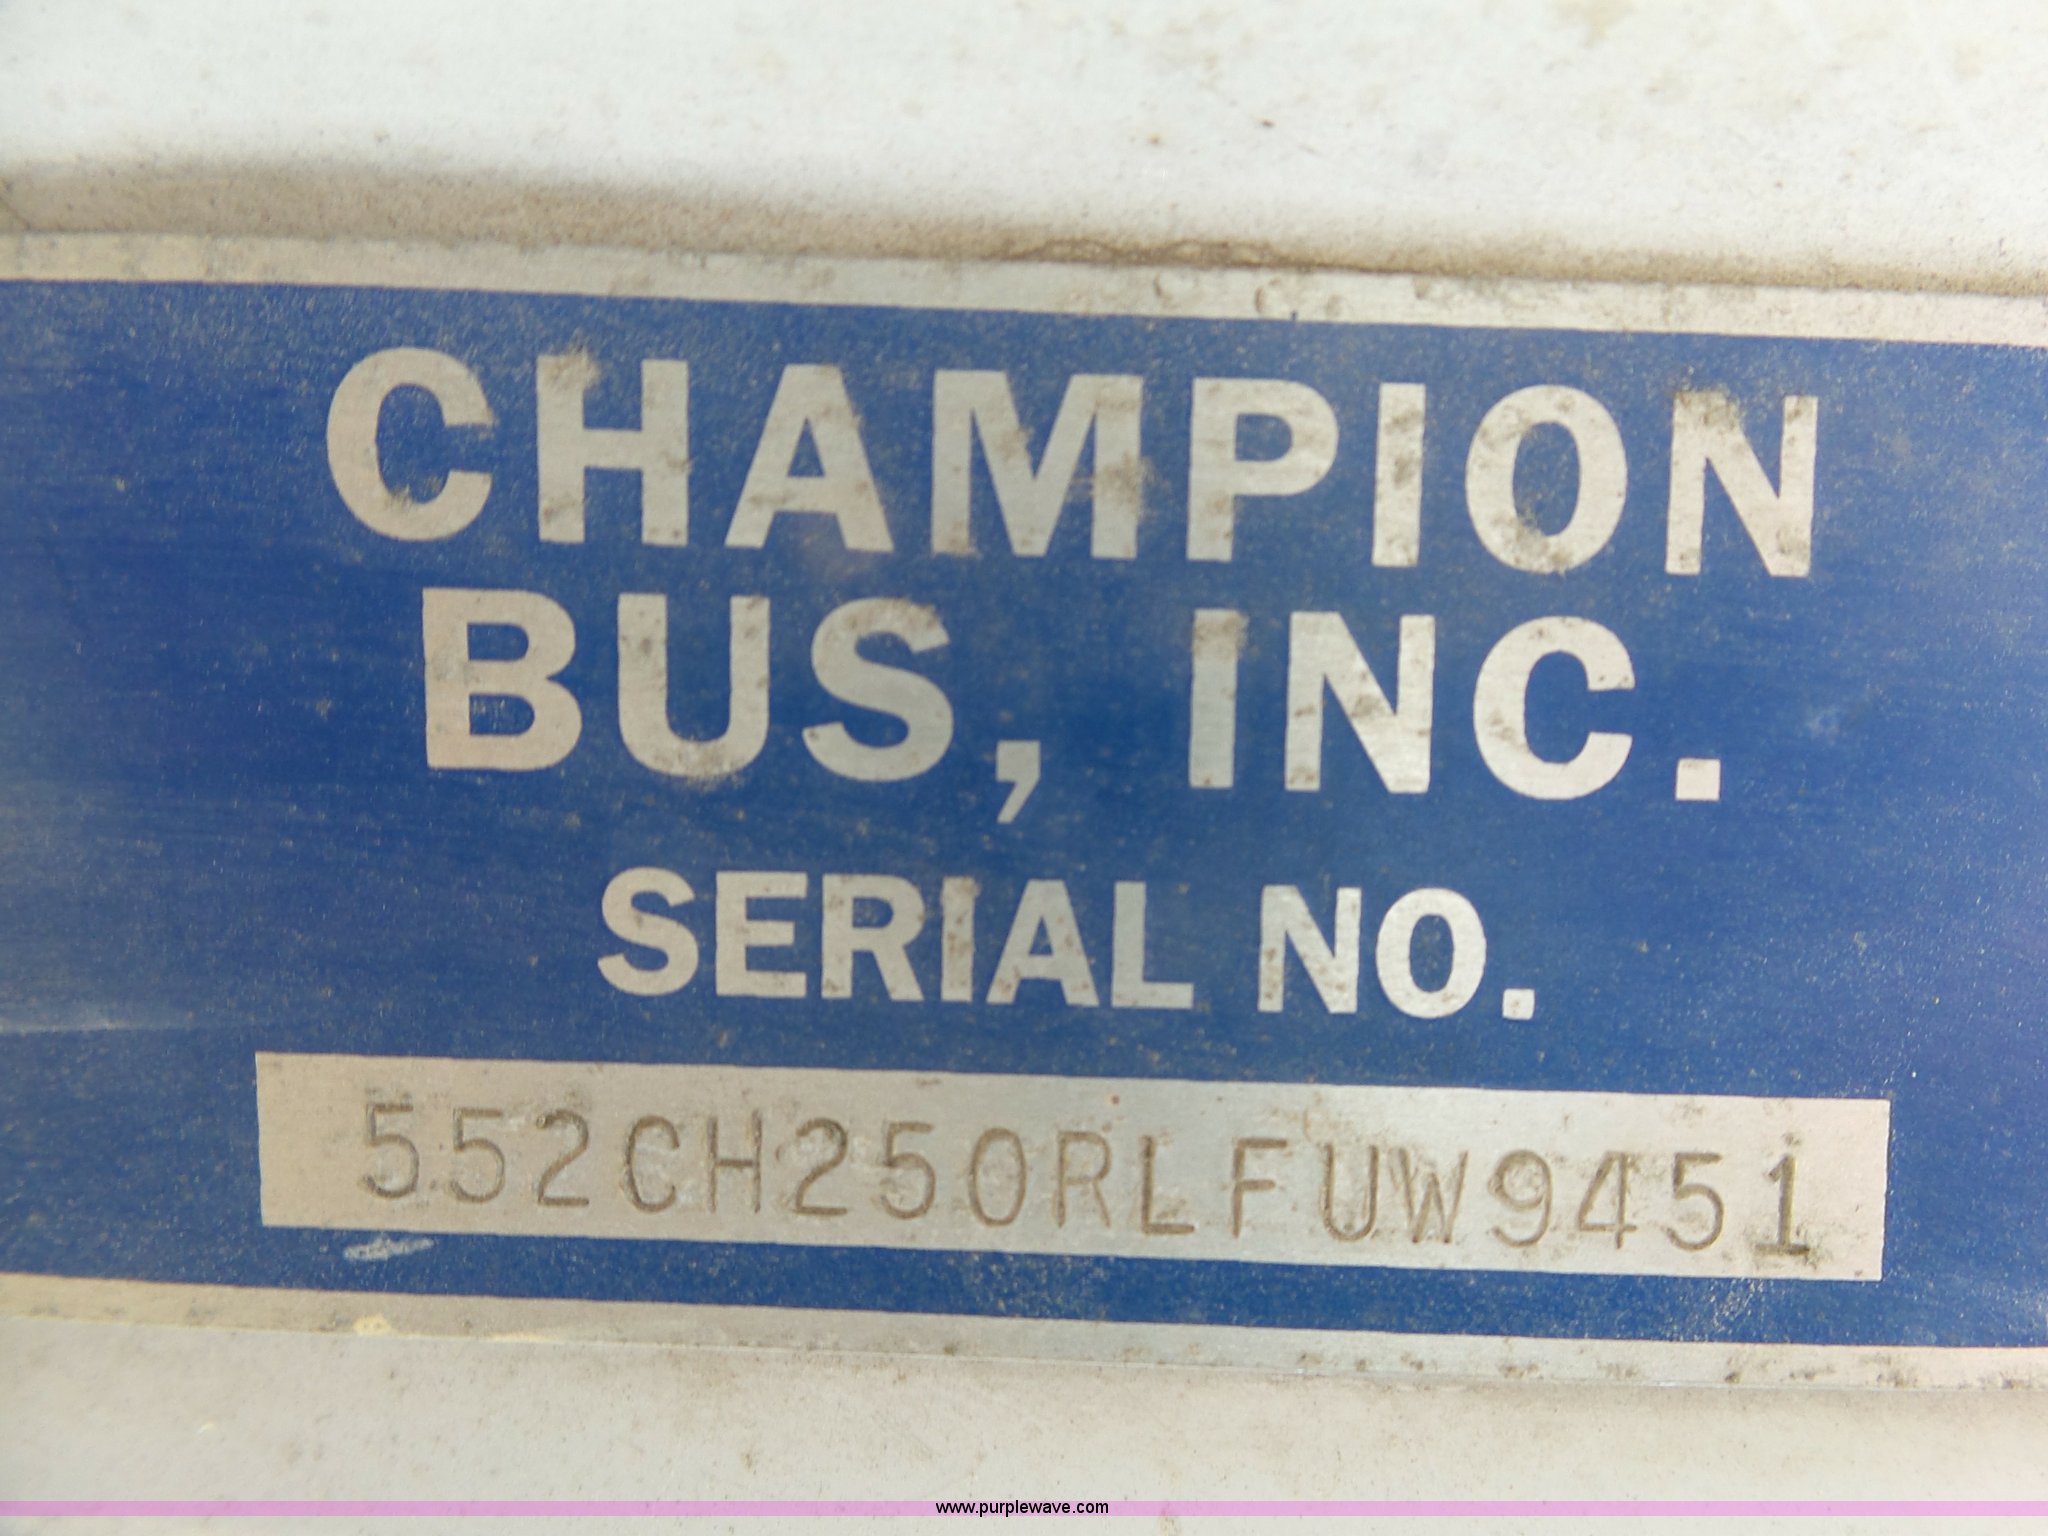 CHAMPION
BUS, INC.
SERIAL NO.
552CH250RLFUW9451
www.purplewave.com